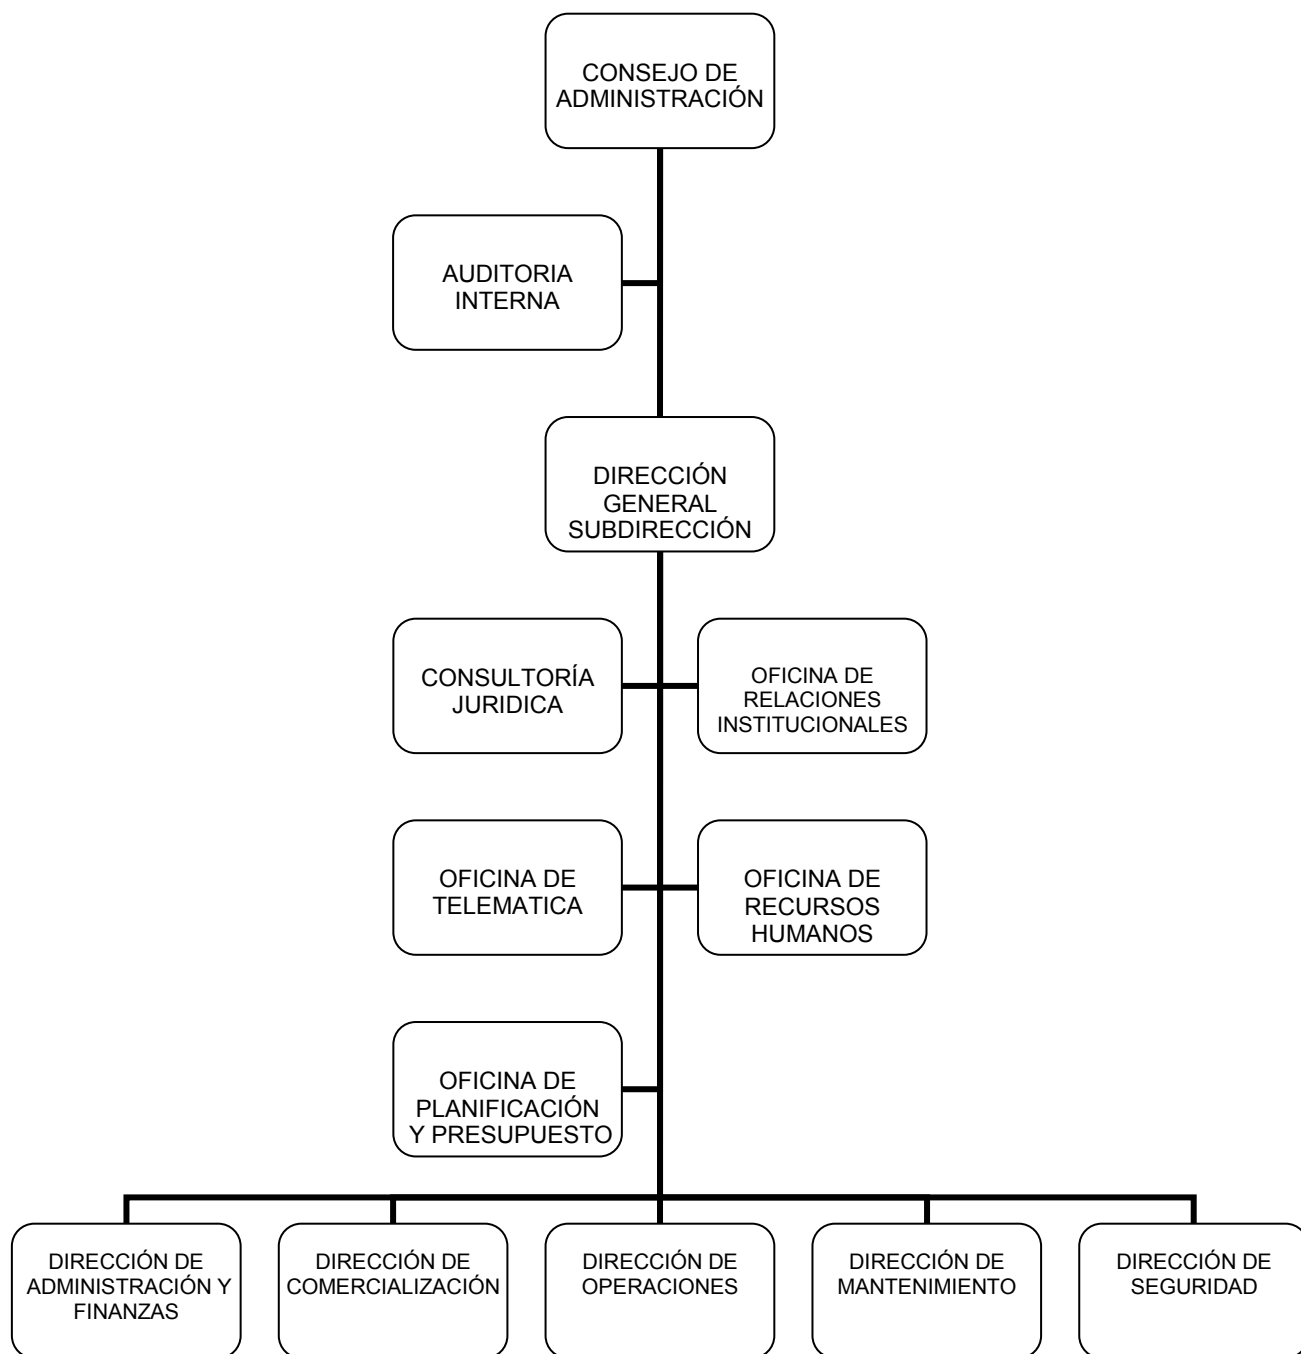 CONSEJO DE
ADMINISTRACIÓN
AUDITORIA
INTERNA
DIRECCIÓN
GENERAL
SUBDIRECCIÓN
CONSULTORÍA
JURIDICA
OFICINA DE
RELACIONES
INSTITUCIONALES
OFICINA DE
TELEMATICA
OFICINA DE
RECURSOS
HUMANOS
OFICINA DE
PLANIFICACIÓN
Y PRESUPUESTO
DIRECCIÓN DE
ADMINISTRACIÓN Y
FINANZAS
DIRECCIÓN DE
COMERCIALIZACIÓN
DIRECCIÓN DE
OPERACIONES
DIRECCIÓN DE
MANTENIMIENTO
DIRECCIÓN DE
SEGURIDAD